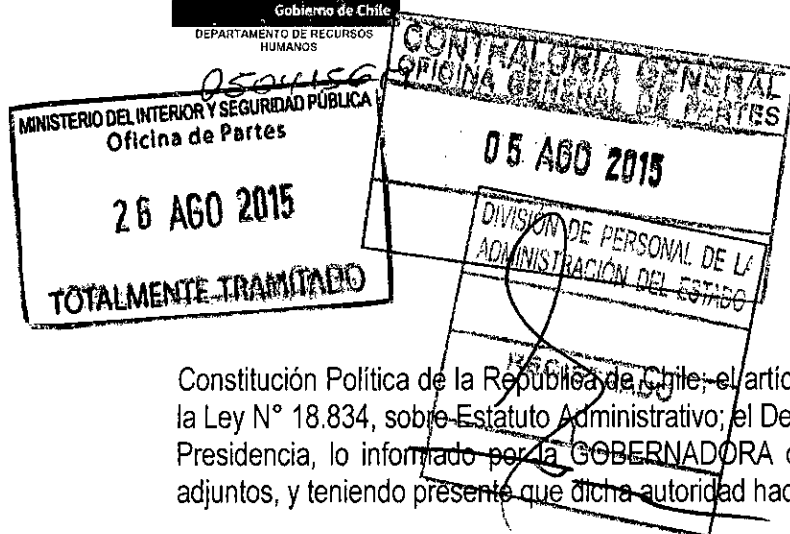 Gobierno de Chile
DEPARTAMENTO DE RECURSOS
HUMANOS
MINISTERIO DEL INTERIOR Y SEGURIDAD PÚBLICA
Oficina de Partes
26 AGO 2015
TOTALMENTE TRAMITADO
CONTRALORIA GENERAL
OFICINA GENERAL DE PARTES
05 AGO 2015
DIVISIÓN DE PERSONAL DE LA
ADMINISTRACIÓN DEL ESTADO
Constitución Política de la República de Chile; el artíc
la Ley N° 18.834, sobre Estatuto Administrativo; el De
Presidencia, lo informado por la GOBERNADORA
adjuntos, y teniendo presente que dicha autoridad hac